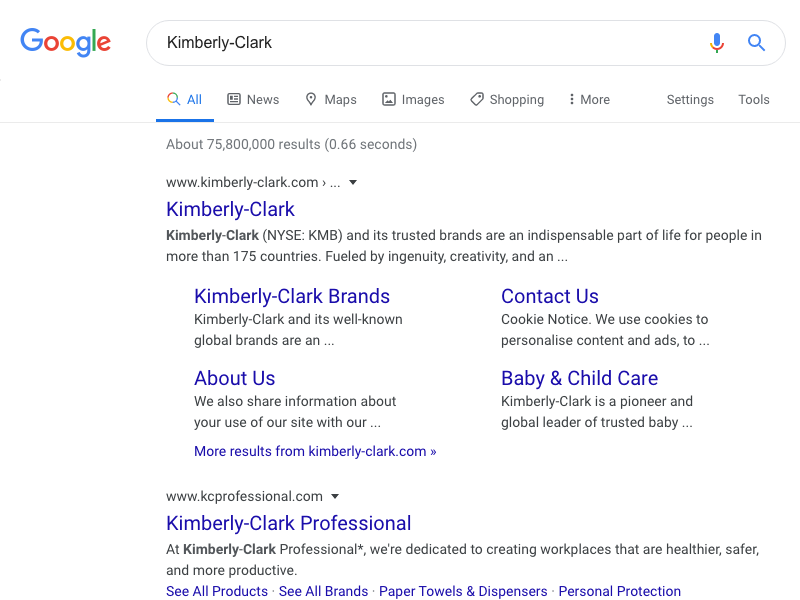 Google
Kimberly-Clark
All News Maps Images Shopping More Settings Tools
About 75,800,000 results (0.66 seconds)
www.kimberly-clark.com › ...
Kimberly-Clark
Kimberly-Clark (NYSE: KMB) and its trusted brands are an indispensable part of life for people in
more than 175 countries. Fueled by ingenuity, creativity, and an ...
Kimberly-Clark Brands
Kimberly-Clark and its well-known
global brands are an ...
Contact Us
Cookie Notice. We use cookies to
personalise content and ads, to ...
About Us
We also share information about
your use of our site with our ...
Baby & Child Care
Kimberly-Clark is a pioneer and
global leader of trusted baby ...
More results from kimberly-clark.com »
www.kcprofessional.com
Kimberly-Clark Professional
At Kimberly-Clark Professional*, we're dedicated to creating workplaces that are healthier, safer,
and more productive.
See All Products · See All Brands · Paper Towels & Dispensers · Personal Protection